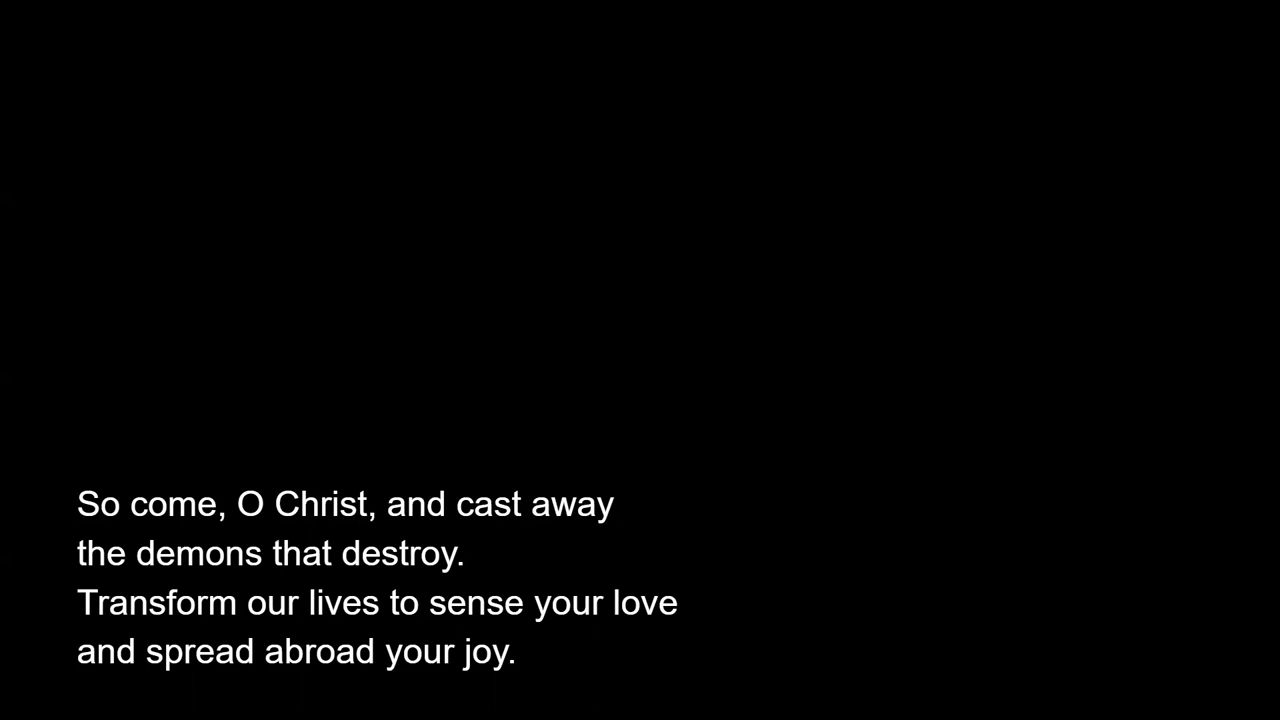 So come, O Christ, and cast away
the demons that destroy.
Transform our lives to sense your love
and spread abroad your joy.